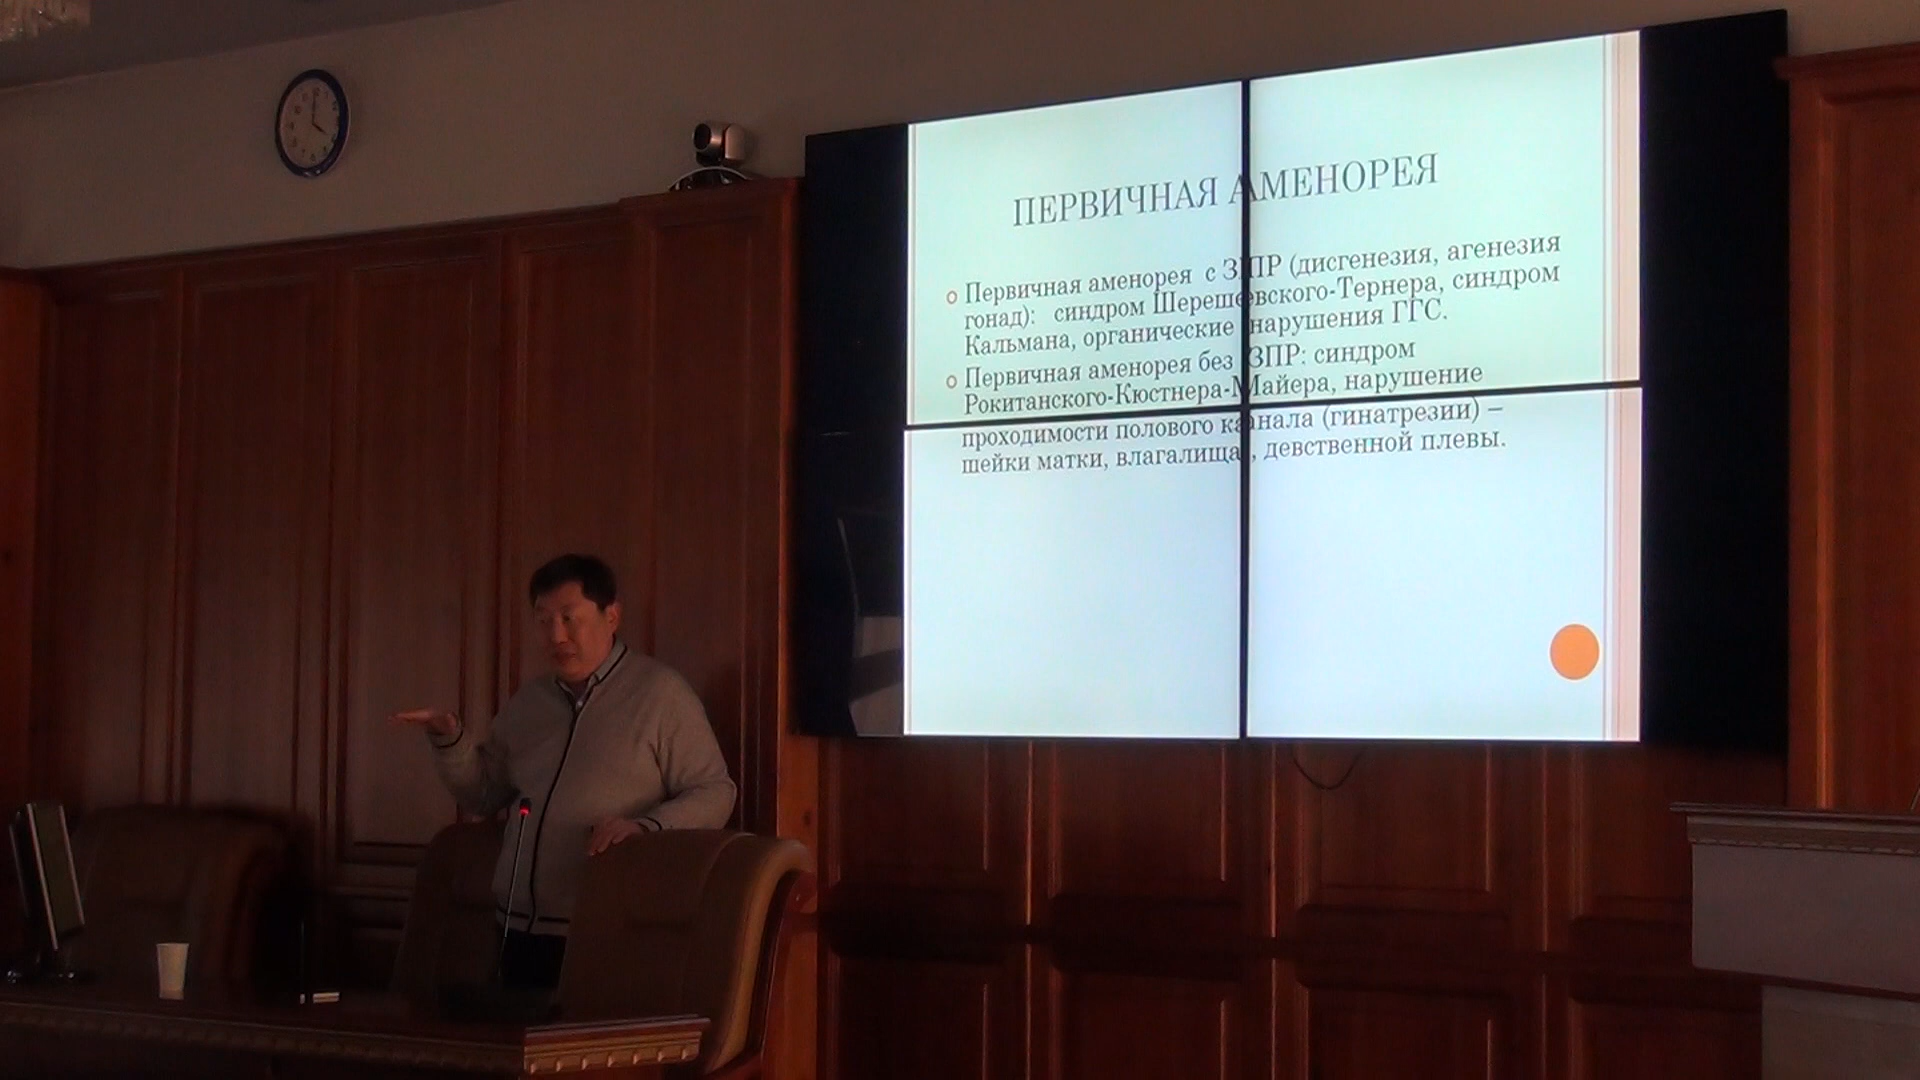 ПЕРВИЧНАЯ АМЕНОРЕЯ
Первичная аменорея с ЗПР (дисгенезия, агенезия
гонад): синдром Шерешевского-Тернера, синдром
Кальмана, органические нарушения ГГС.
Первичная аменорея без ЗПР: синдром
Рокитанского-Кюстнера-Майера, нарушение
проходимости полового канала (гинатрезии) –
шейки матки, влагалища, девственной плевы.